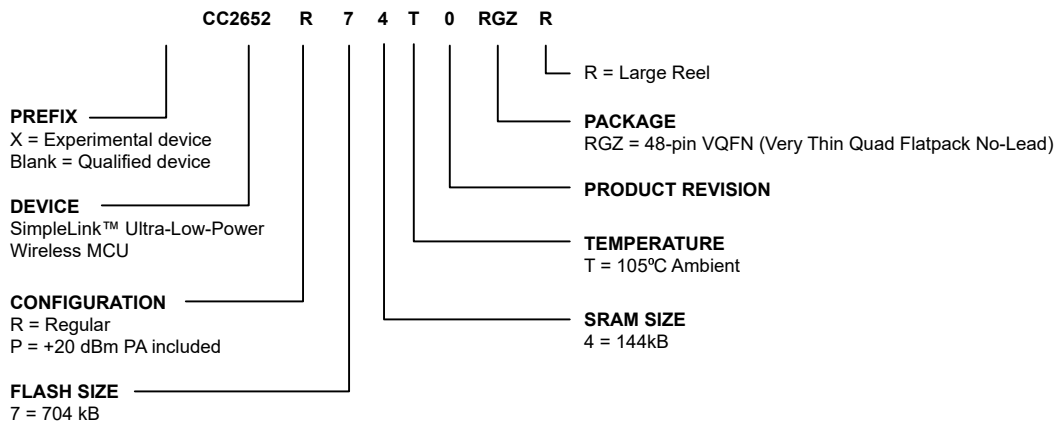 CC2652 R 7 4 T 0 RGZ R
PREFIX
X = Experimental device
Blank = Qualified device
DEVICE
SimpleLink™ Ultra-Low-Power
Wireless MCU
CONFIGURATION
R = Regular
P = +20 dBm PA included
FLASH SIZE
7 = 704 kB
R = Large Reel
PACKAGE
RGZ = 48-pin VQFN (Very Thin Quad Flatpack No-Lead)
PRODUCT REVISION
TEMPERATURE
T = 105ºC Ambient
SRAM SIZE
4 = 144kB